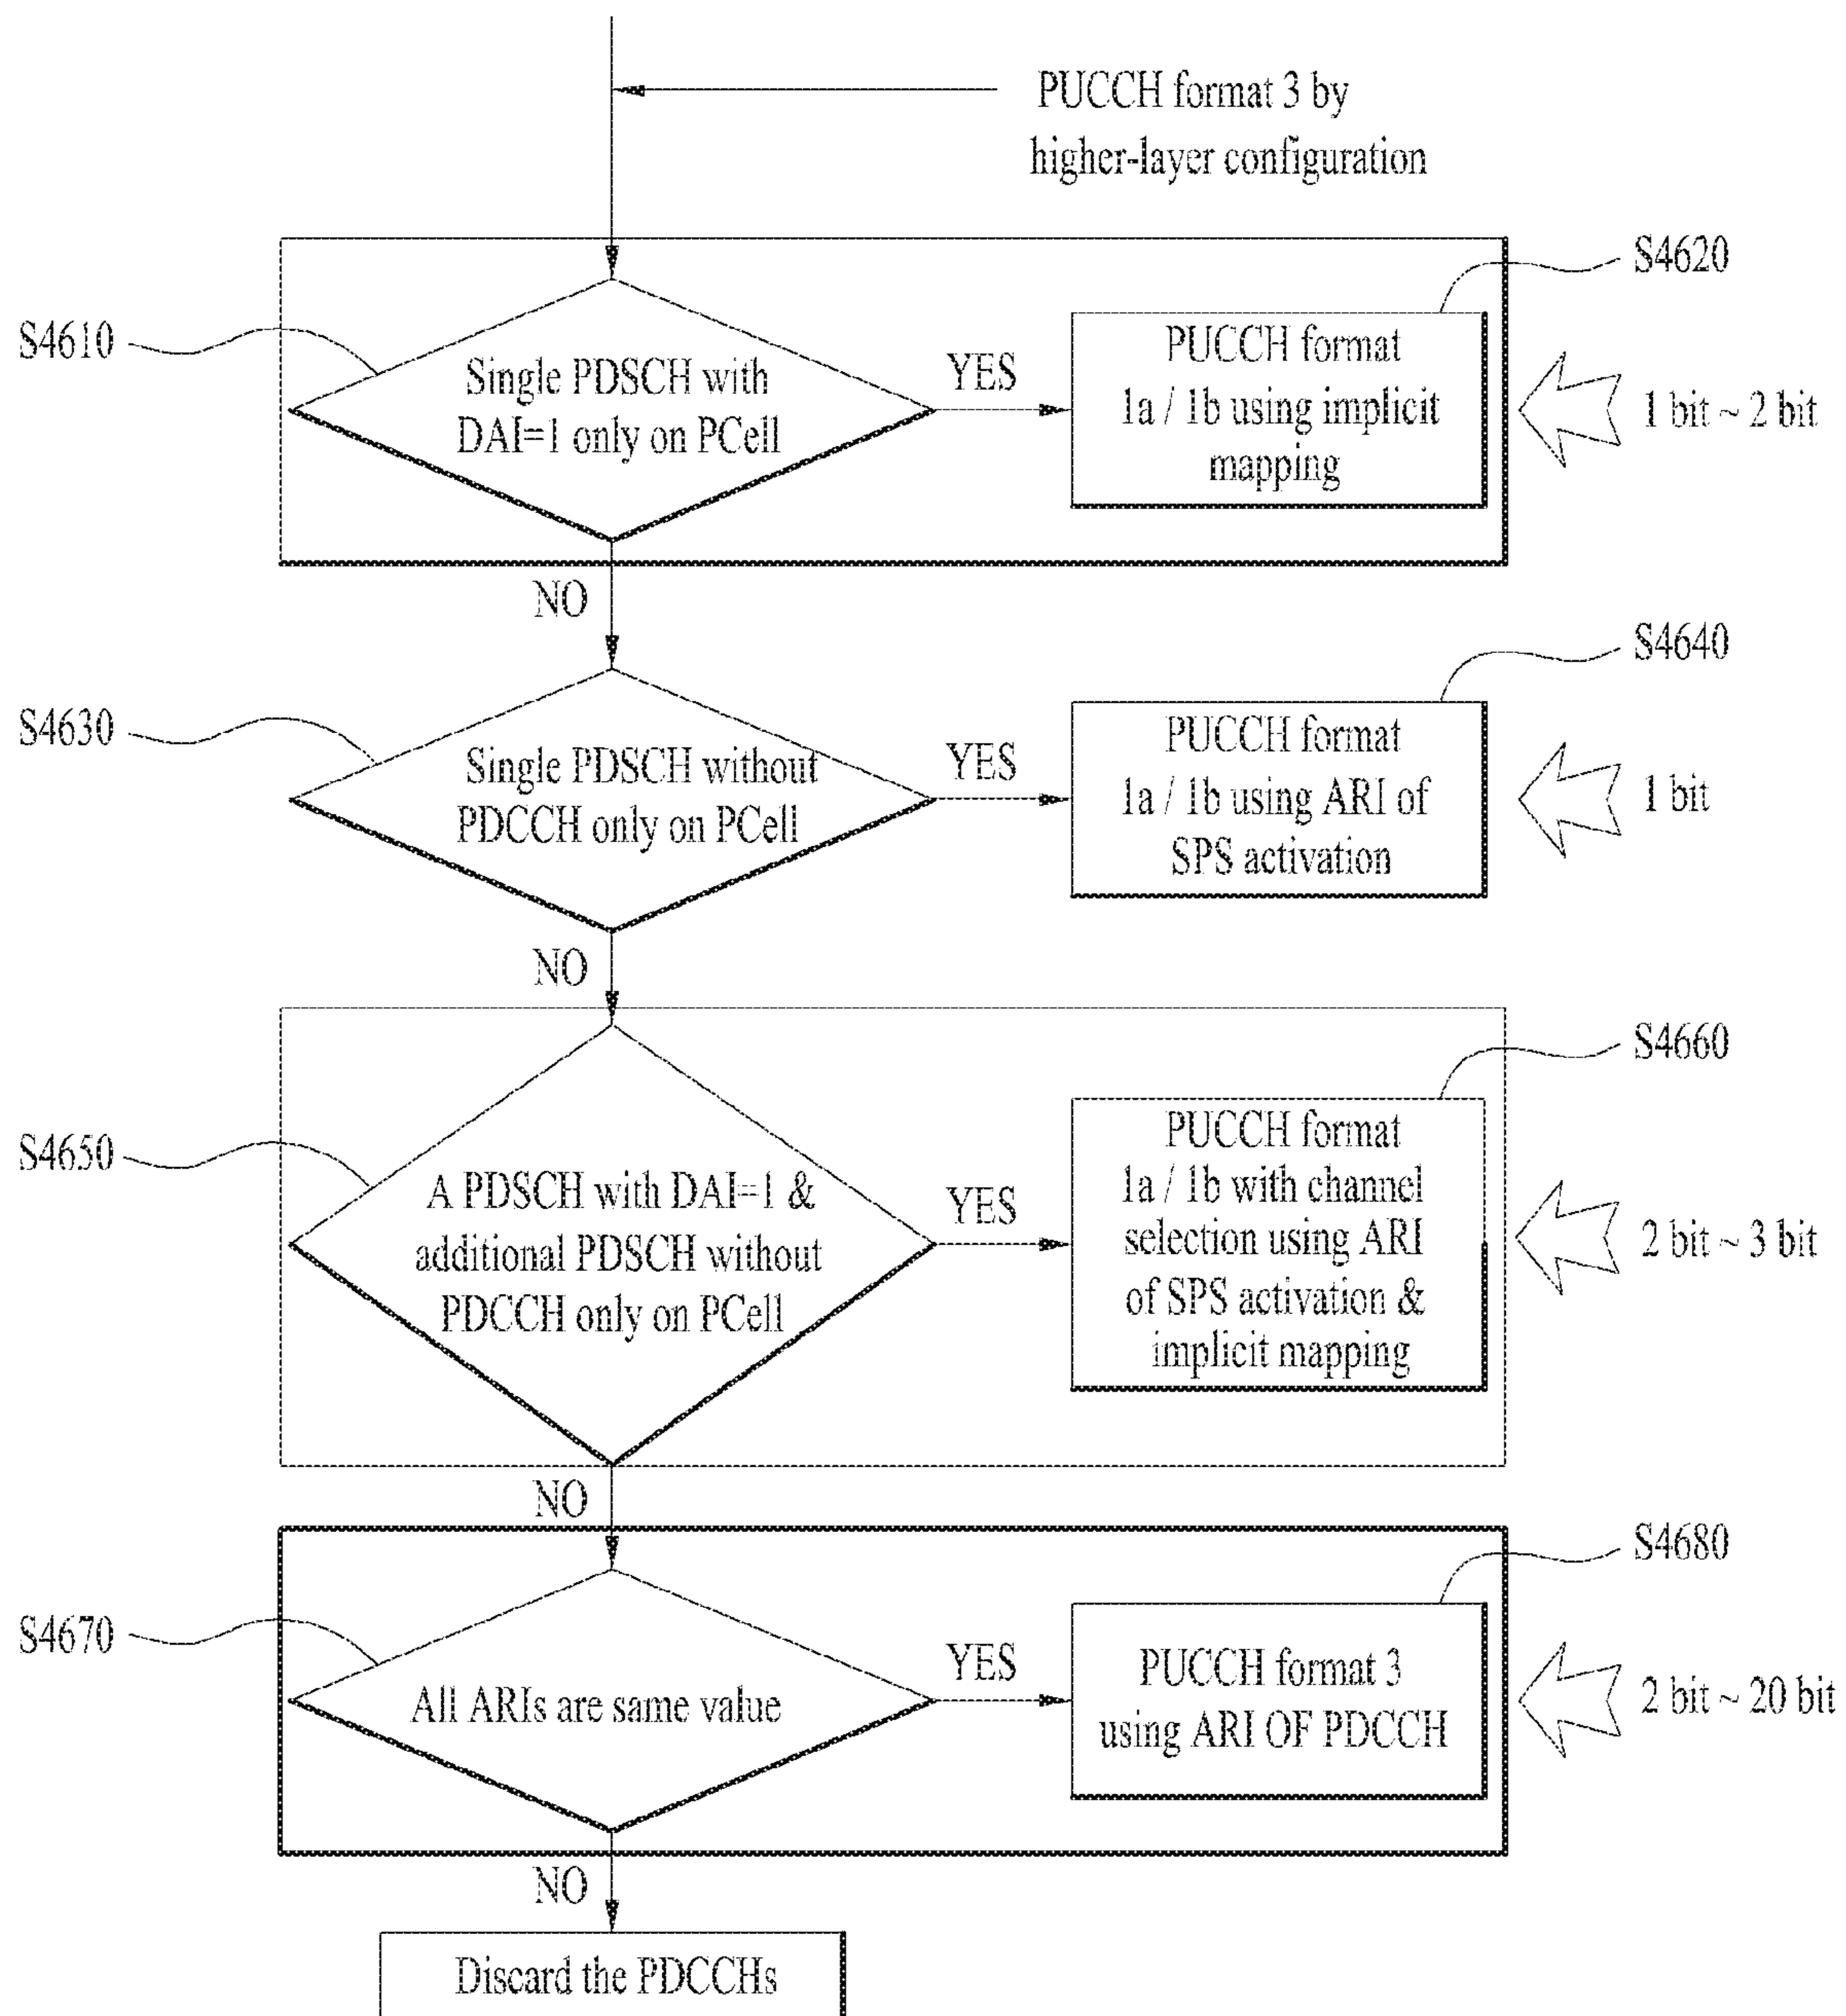 PUCCH format 3 by
higher-layer configuration
S4610
Single PDSCH with
DAI=1 only on PCell
YES
S4620
PUCCH format
1a / 1b using implicit
mapping
1 bit ~ 2 bit
NO
S4630
Single PDSCH without
PDCCH only on PCell
YES
S4640
PUCCH format
1a / 1b using ARI of
SPS activation
1 bit
NO
S4650
A PDSCH with DAI=1 &
additional PDSCH without
PDCCH only on PCell
YES
S4660
PUCCH format
1a / 1b with channel
selection using ARI
of SPS activation &
implicit mapping
2 bit ~ 3 bit
NO
S4670
All ARIs are same value
YES
S4680
PUCCH format 3
using ARI OF PDCCH
2 bit ~ 20 bit
NO
Discard the PDCCHs